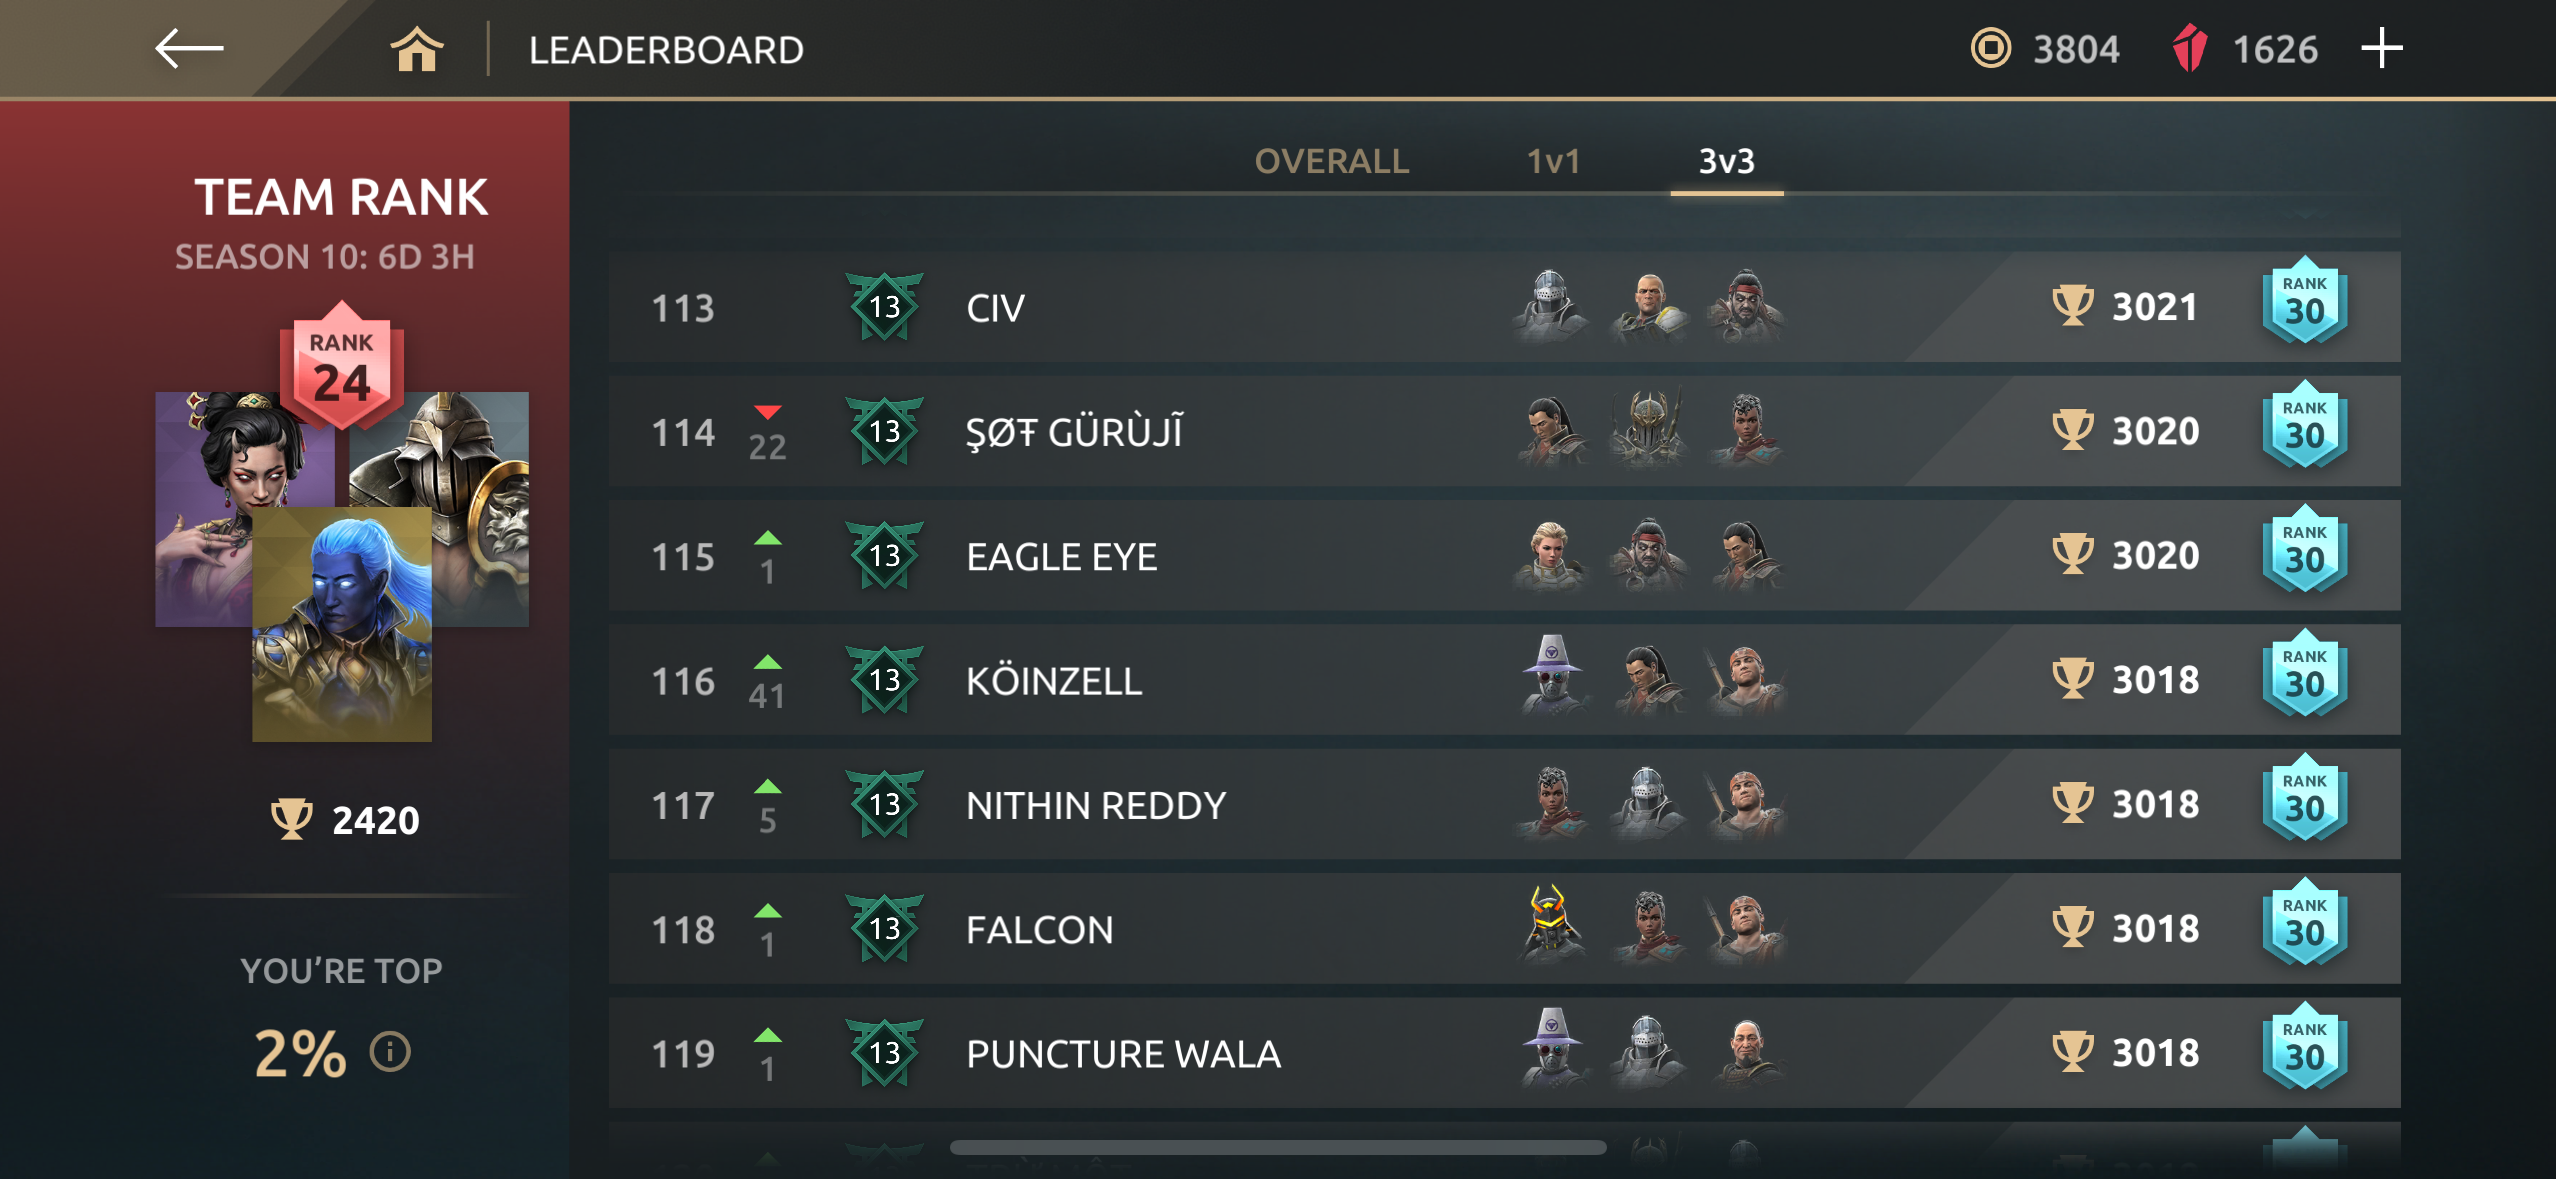 LEADERBOARD
3804
1626
TEAM RANK
SEASON 10: 6D 3H
RANK
24
2420
YOU'RE TOP
2%
OVERALL 1v1 3v3
113 13 CIV 3021 RANK 30
114 22 13 ŞØŦ GÜRÙJĨ 3020 RANK 30
115 1 13 EAGLE EYE 3020 RANK 30
116 41 13 KÖINZELL 3018 RANK 30
117 5 13 NITHIN REDDY 3018 RANK 30
118 1 13 FALCON 3018 RANK 30
119 1 13 PUNCTURE WALA 3018 RANK 30